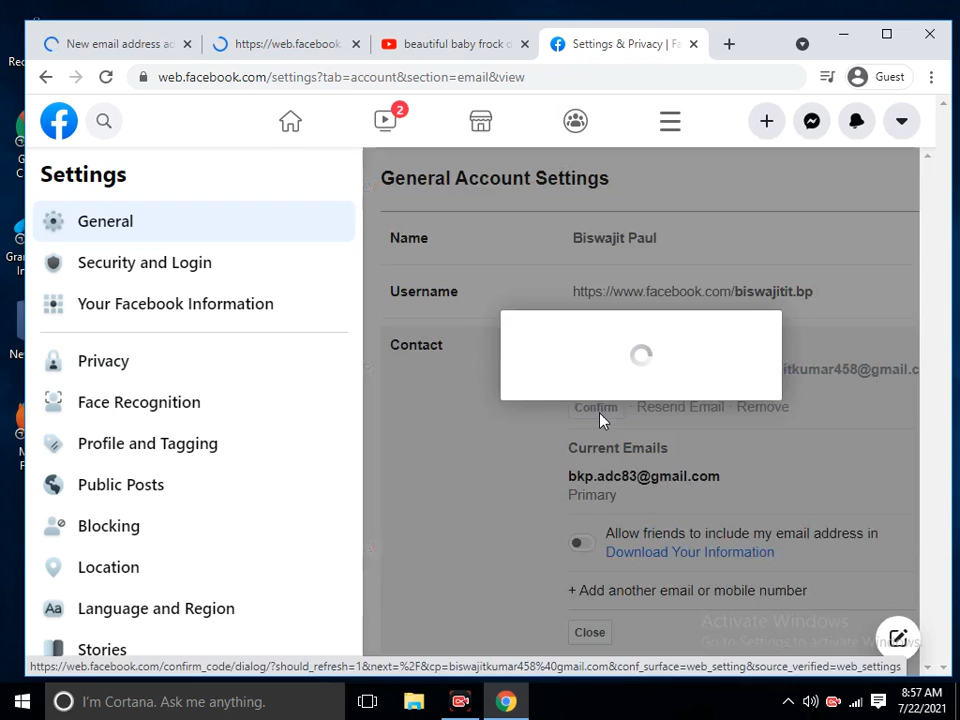 New email address ad
https://web.facebook.
beautiful baby frock d
Settings & Privacy | Fa
web.facebook.com/settings?tab=account&section=email&view
Guest
2
Settings
General
Security and Login
Your Facebook Information
Privacy
Face Recognition
Profile and Tagging
Public Posts
Blocking
Location
Language and Region
Stories
General Account Settings
Name
Biswajit Paul
Username
https://www.facebook.com/biswajitit.bp
Contact
itkumar458@gmail.c
Confirm · Resend Email · Remove
Current Emails
bkp.adc83@gmail.com
Primary
Allow friends to include my email address in
Download Your Information
+ Add another email or mobile number
Close
Activate Windows
Go to Settings to activate Windows
https://web.facebook.com/confirm_code/dialog/?should_refresh=1&next=%2F&cp=biswajitkumar458%40gmail.com&conf_surface=web_setting&source_verified=web_settings
I'm Cortana. Ask me anything.
8:57 AM
7/22/2021